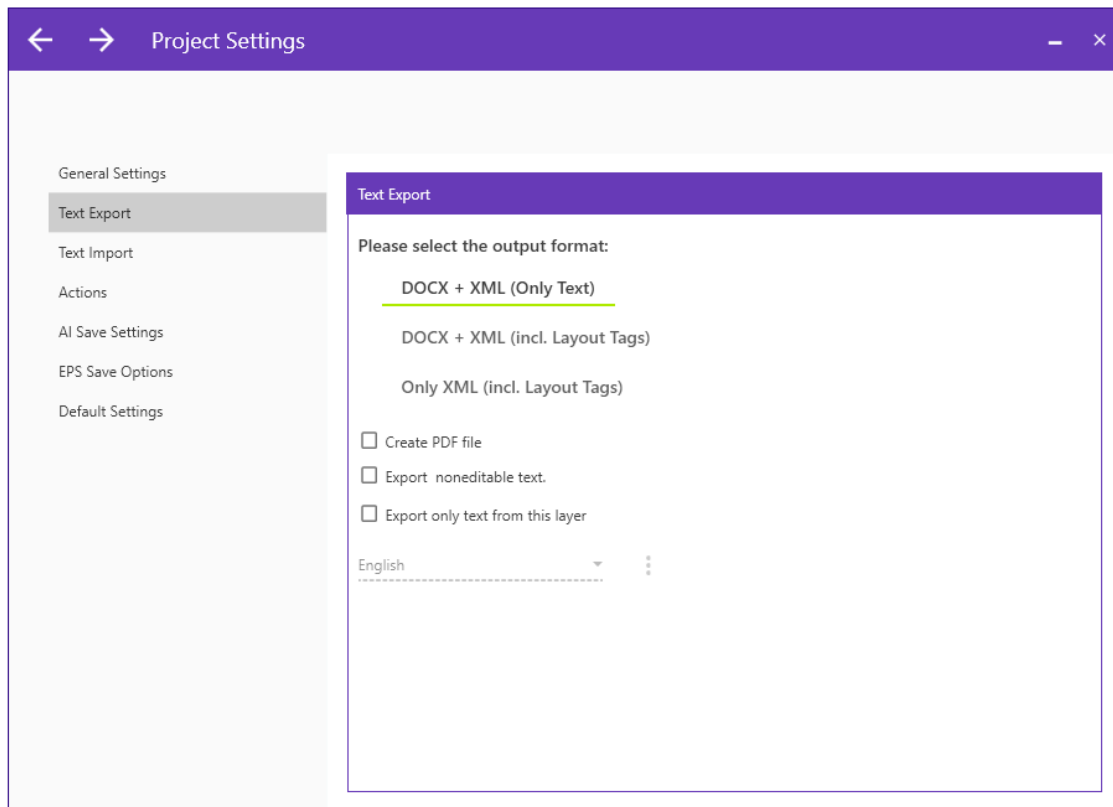 Project Settings
General Settings
Text Export
Text Import
Actions
AI Save Settings
EPS Save Options
Default Settings
Text Export
Please select the output format:
DOCX + XML (Only Text)
DOCX + XML (incl. Layout Tags)
Only XML (incl. Layout Tags)
Create PDF file
Export  noneditable text.
Export only text from this layer
English